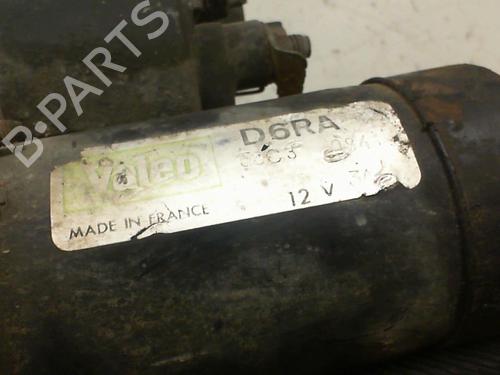 B-PARTS
Valeo
D6RA
MADE IN FRANCE
12 V